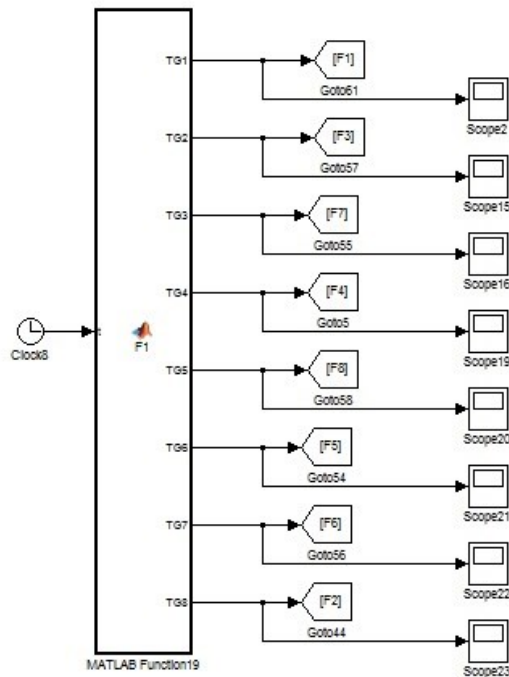 TG1
[F1]
Goto61
Scope2
TG2
[F3]
Goto57
Scope15
TG3
[F7]
Goto55
Scope16
TG4
[F4]
Goto5
Scope19
Clock8
t
F1
TG5
[F8]
Goto58
Scope20
TG6
[F5]
Goto54
Scope21
TG7
[F6]
Goto56
Scope22
TG8
[F2]
Goto44
Scope23
MATLAB Function19